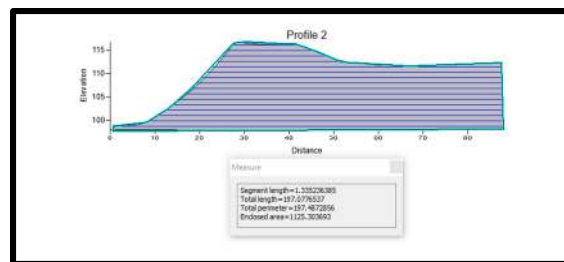 Profile 2
115
110
105
100
Elevation
0 10 20 30 40 50 60 70 80
Distance
Measure
Segment length=1.335236385
Total length=197.0776537
Total perimeter=197.4872856
Enclosed area=1125.303693